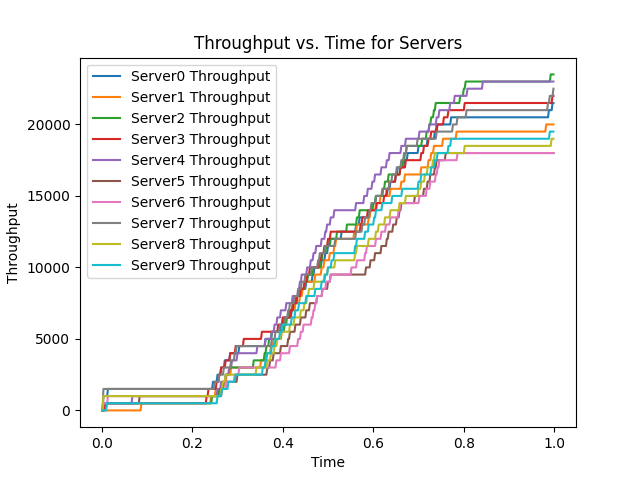 Throughput vs. Time for Servers
Server0 Throughput
Server1 Throughput
Server2 Throughput
Server3 Throughput
Server4 Throughput
Server5 Throughput
Server6 Throughput
Server7 Throughput
Server8 Throughput
Server9 Throughput
Throughput
20000
15000
10000
5000
0
0.0 0.2 0.4 0.6 0.8 1.0
Time